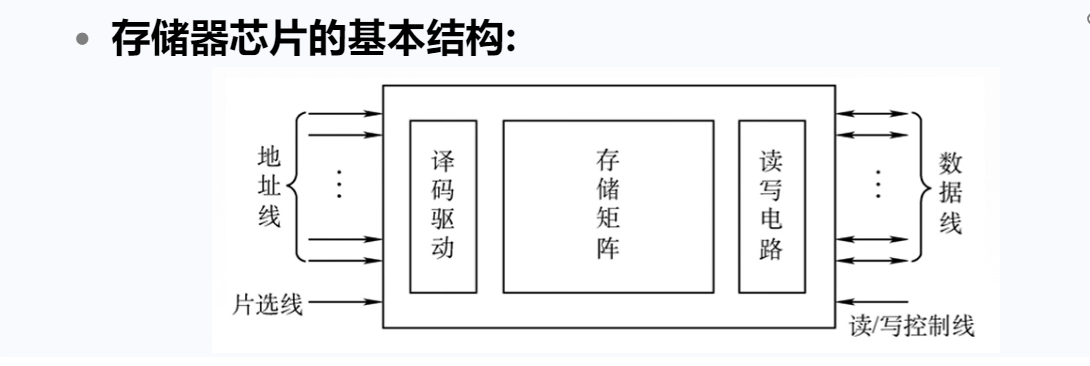 • 存储器芯片的基本结构:
地址线
译码驱动
存储矩阵
读写电路
数据线
片选线
读/写控制线